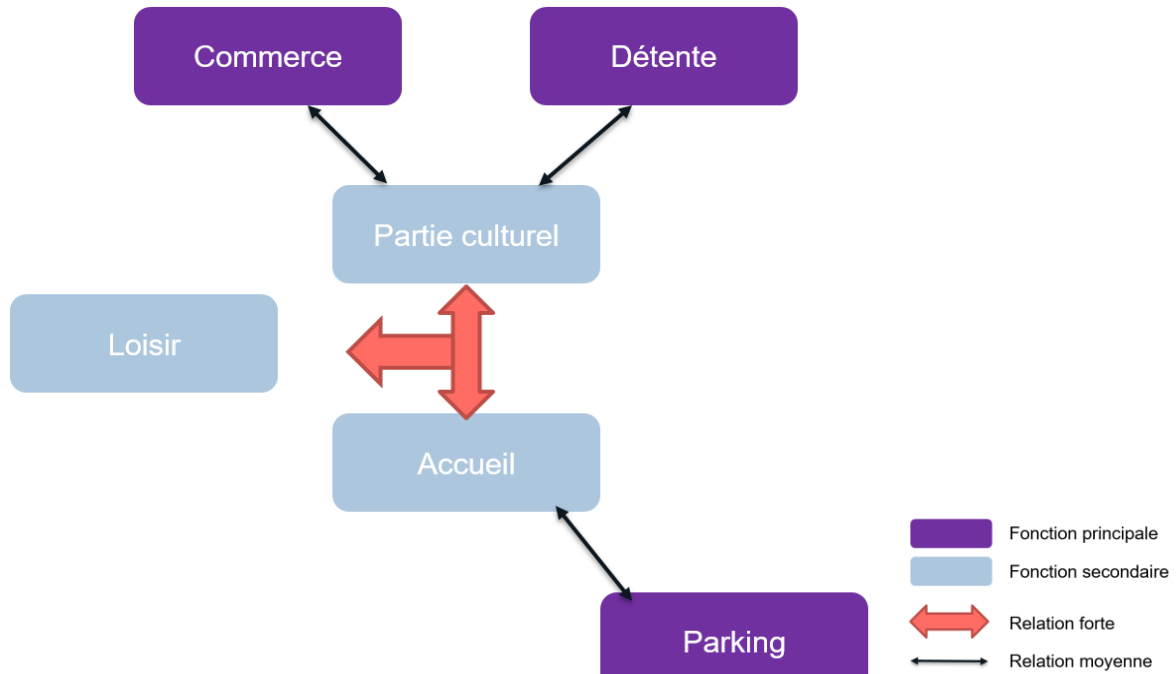 Commerce
Détente
Partie culturel
Loisir
Accueil
Parking
Fonction principale
Fonction secondaire
Relation forte
Relation moyenne